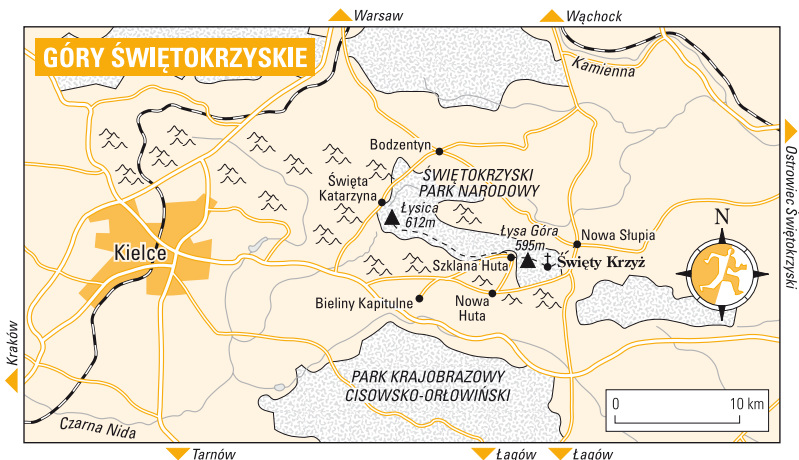 Warsaw
Wąchock
GÓRY ŚWIĘTOKRZYSKIE
Kamienna
Ostrowiec Świętokrzyski
Bodzentyn
ŚWIĘTOKRZYSKI
PARK NARODOWY
Święta
Katarzyna
Łysica
612m
Łysa Góra
595m
Nowa Słupia
N
Kielce
Szklana Huta
Święty Krzyż
Bieliny Kapitulne
Nowa
Huta
Kraków
PARK KRAJOBRAZOWY
CISOWSKO-ORŁOWIŃSKI
0 10 km
Czarna Nida
Tarnów
Łagów
Łagów